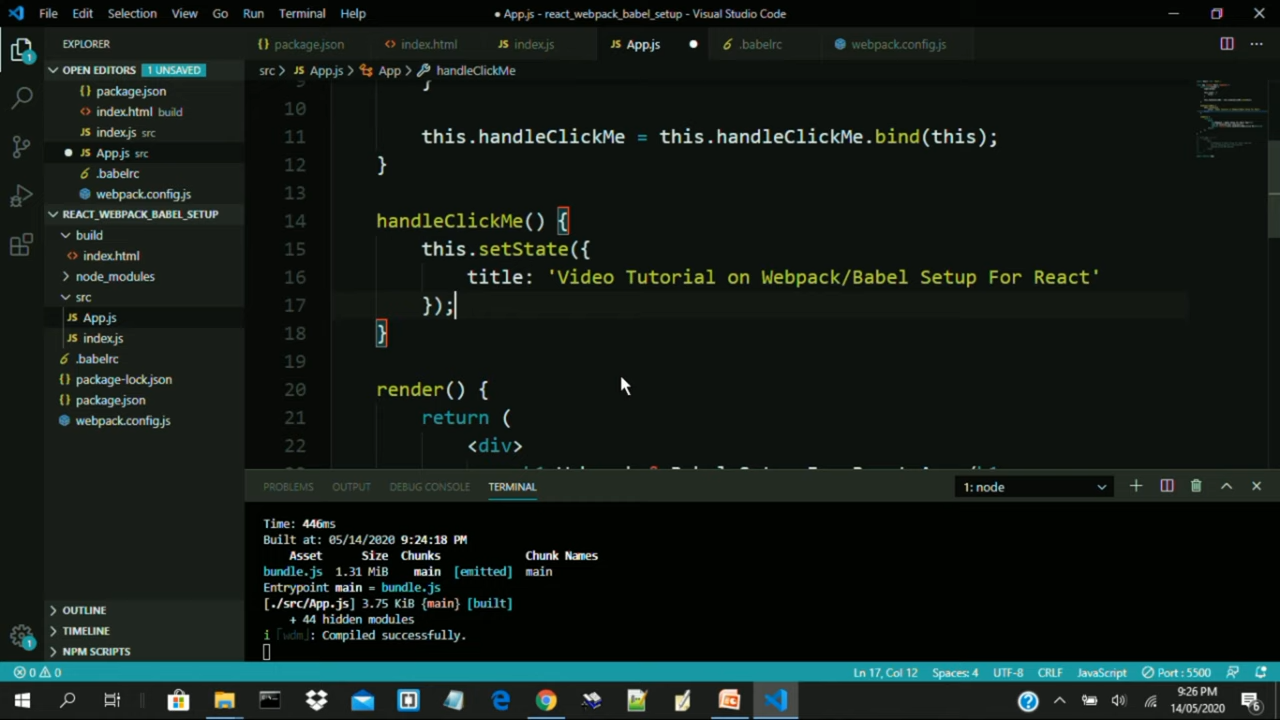 File Edit Selection View Go Run Terminal Help
● App.js - react_webpack_babel_setup - Visual Studio Code
EXPLORER
package.json
index.html
index.js
App.js
.babelrc
webpack.config.js
OPEN EDITORS 1 UNSAVED
package.json
index.html build
index.js src
App.js src
.babelrc
webpack.config.js
REACT_WEBPACK_BABEL_SETUP
build
index.html
node_modules
src
App.js
index.js
.babelrc
package-lock.json
package.json
webpack.config.js
OUTLINE
TIMELINE
NPM SCRIPTS
src > JS App.js > App > handleClickMe
9 }
10
11 this.handleClickMe = this.handleClickMe.bind(this);
12 }
13
14 handleClickMe() {
15 this.setState({
16 title: 'Video Tutorial on Webpack/Babel Setup For React'
17 });
18 }
19
20 render() {
21 return (
22 <div>
PROBLEMS OUTPUT DEBUG CONSOLE TERMINAL
1: node
Time: 446ms
Built at: 05/14/2020 9:24:18 PM
Asset Size Chunks Chunk Names
bundle.js 1.31 MiB main [emitted] main
Entrypoint main = bundle.js
[./src/App.js] 3.75 KiB {main} [built]
+ 44 hidden modules
i ｢wdm｣: Compiled successfully.
0 0
Ln 17, Col 12 Spaces: 4 UTF-8 CRLF JavaScript Port : 5500
9:26 PM
14/05/2020
6